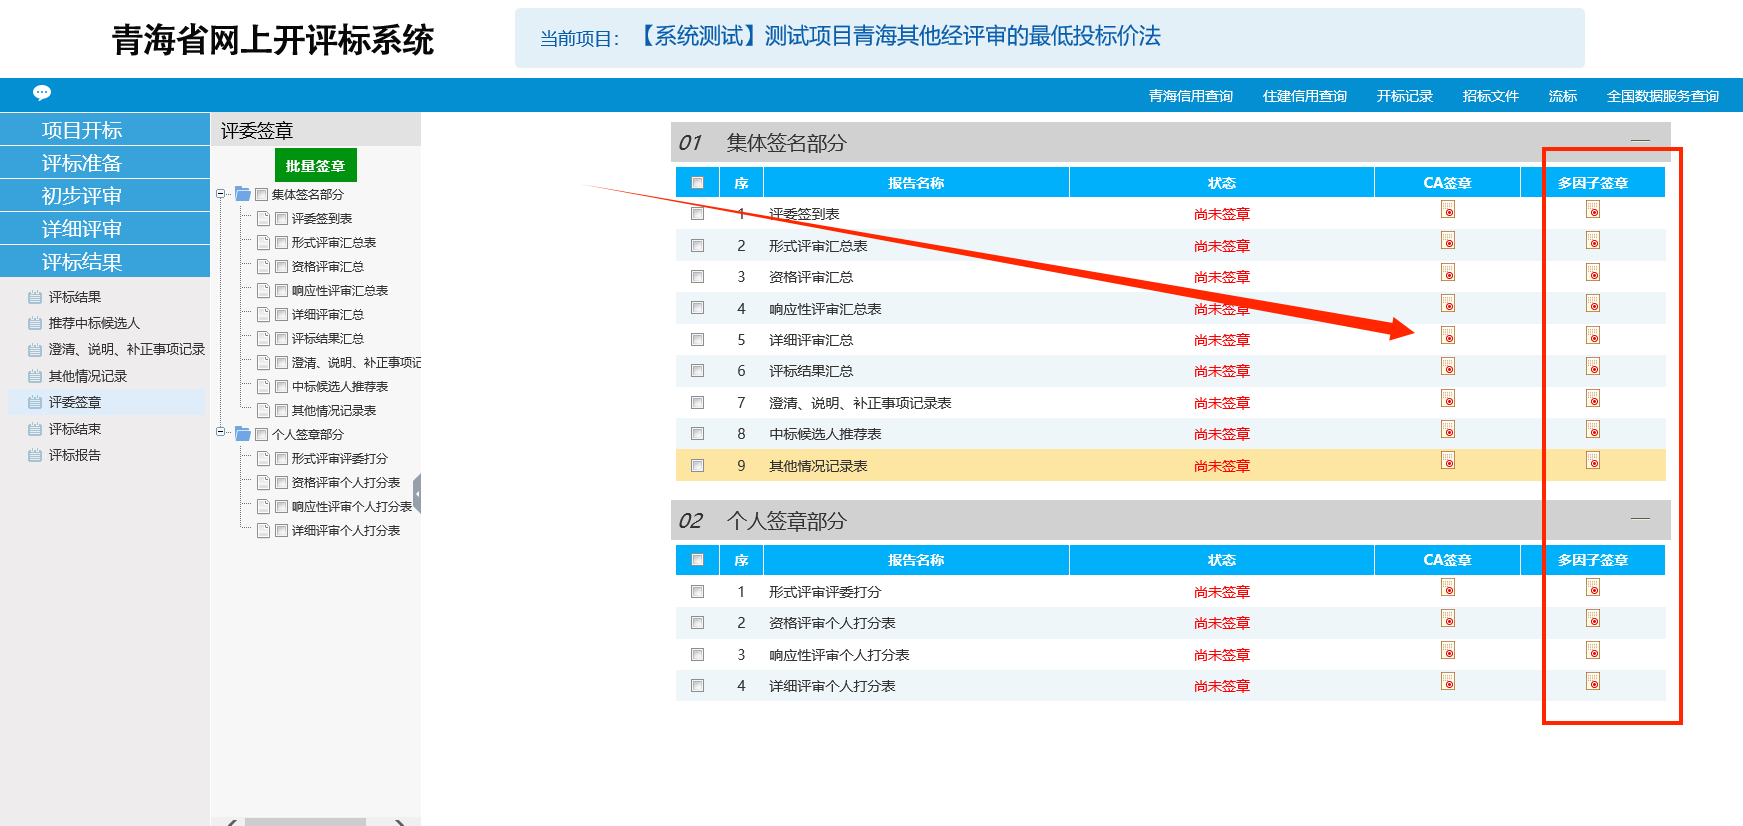 青海省网上开评标系统
当前项目：【系统测试】测试项目青海其他经评审的最低投标价法
青海信用查询 住建信用查询 开标记录 招标文件 流标 全国数据服务查询
项目开标
评标准备
初步评审
详细评审
评标结果
评标结果
推荐中标候选人
澄清、说明、补正事项记录
其他情况记录
评委签章
评标结束
评标报告
评委签章
批量签章
集体签名部分
评委签到表
形式评审汇总表
资格评审汇总
响应性评审汇总表
详细评审汇总
评标结果汇总
澄清、说明、补正事项记
中标候选人推荐表
其他情况记录表
个人签章部分
形式评审评委打分
资格评审个人打分表
响应性评审个人打分表
详细评审个人打分表
01 集体签名部分
序 报告名称 状态 CA签章 多因子签章
1 评委签到表 尚未签章
2 形式评审汇总表 尚未签章
3 资格评审汇总 尚未签章
4 响应性评审汇总表 尚未签章
5 详细评审汇总 尚未签章
6 评标结果汇总 尚未签章
7 澄清、说明、补正事项记录表 尚未签章
8 中标候选人推荐表 尚未签章
9 其他情况记录表 尚未签章
02 个人签章部分
序 报告名称 状态 CA签章 多因子签章
1 形式评审评委打分 尚未签章
2 资格评审个人打分表 尚未签章
3 响应性评审个人打分表 尚未签章
4 详细评审个人打分表 尚未签章